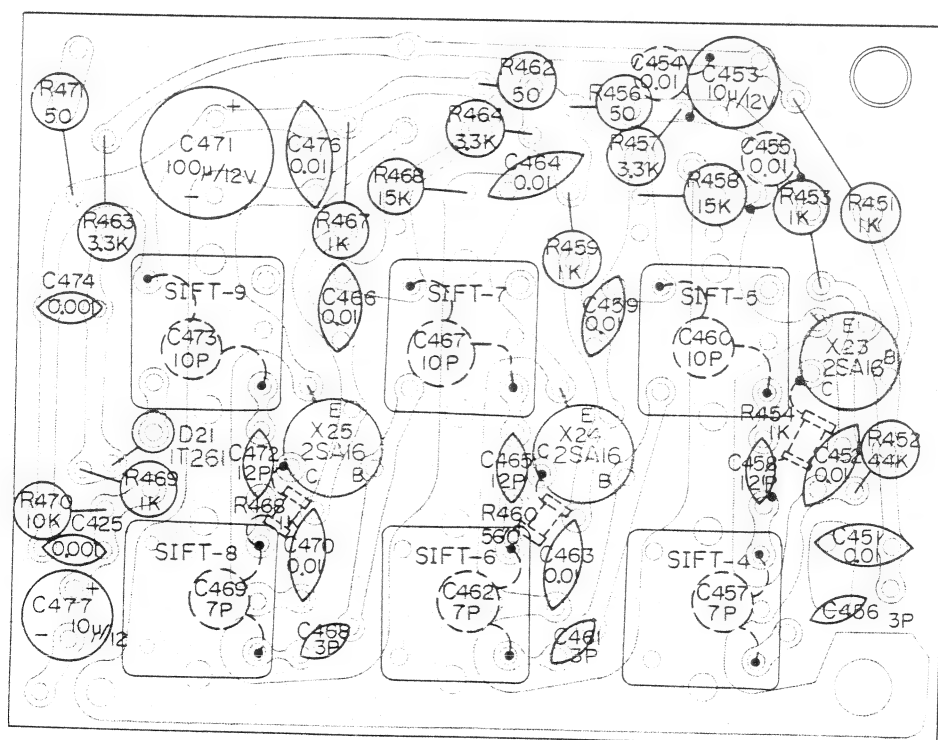 R471
50
C471
100μ/12V
+
-
C476
0.01
R462
50
R464
3.3K
R468
15K
C464
0.01
R456
50
C454
0.01
C453
10μ/12V
R457
3.3K
C455
0.01
R458
15K
R453
1K
R451
1K
R463
3.3K
R467
1K
R459
1K
C474
0.001
SIFT-9
C473
10P
C466
0.01
SIFT-7
C467
10P
C459
0.01
SIFT-5
C460
10P
E
X23
2SA16
B
C
R454
1K
D21
1T261
C472
12P
E
X25
2SA16
C
B
C465
12P
E
X24
2SA16
C
B
C458
12P
C452
0.01
R452
R469
1K
R470
10K
C425
0.001
R468
R460
560
SIFT-8
C469
7P
C470
0.01
SIFT-6
C462
7P
C463
0.01
SIFT-4
C457
7P
C451
0.01
C477
10μ/12
+
-
C468
3P
C461
3P
C456
3P